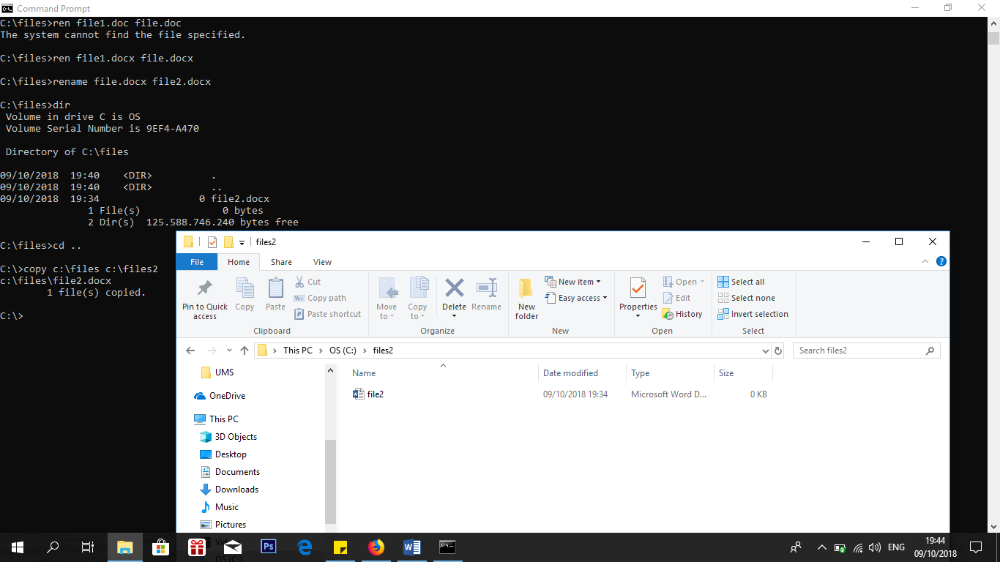 Command Prompt
C:\files>ren file1.doc file.doc
The system cannot find the file specified.
C:\files>ren file1.docx file.docx
C:\files>rename file.docx file2.docx
C:\files>dir
Volume in drive C is OS
Volume Serial Number is 9EF4-A470
Directory of C:\files
09/10/2018  19:40    <DIR>          .
09/10/2018  19:40    <DIR>          ..
09/10/2018  19:34                 0 file2.docx
1 File(s)              0 bytes
2 Dir(s)  125.588.746.240 bytes free
C:\files>cd ..
C:\>copy c:\files c:\files2
c:\files\file2.docx
1 file(s) copied.
C:\>
files2
File Home Share View
Pin to Quick access
Copy
Paste
Cut
Copy path
Paste shortcut
Clipboard
Move to
Copy to
Delete
Rename
Organize
New folder
New item
Easy access
New
Properties
Open
Edit
History
Open
Select all
Select none
Invert selection
Select
This PC > OS (C:) > files2
Search files2
UMS
OneDrive
This PC
3D Objects
Desktop
Documents
Downloads
Music
Pictures
Name Date modified Type Size
file2 09/10/2018 19:34 Microsoft Word D... 0 KB
Ps
ENG
19:44
09/10/2018